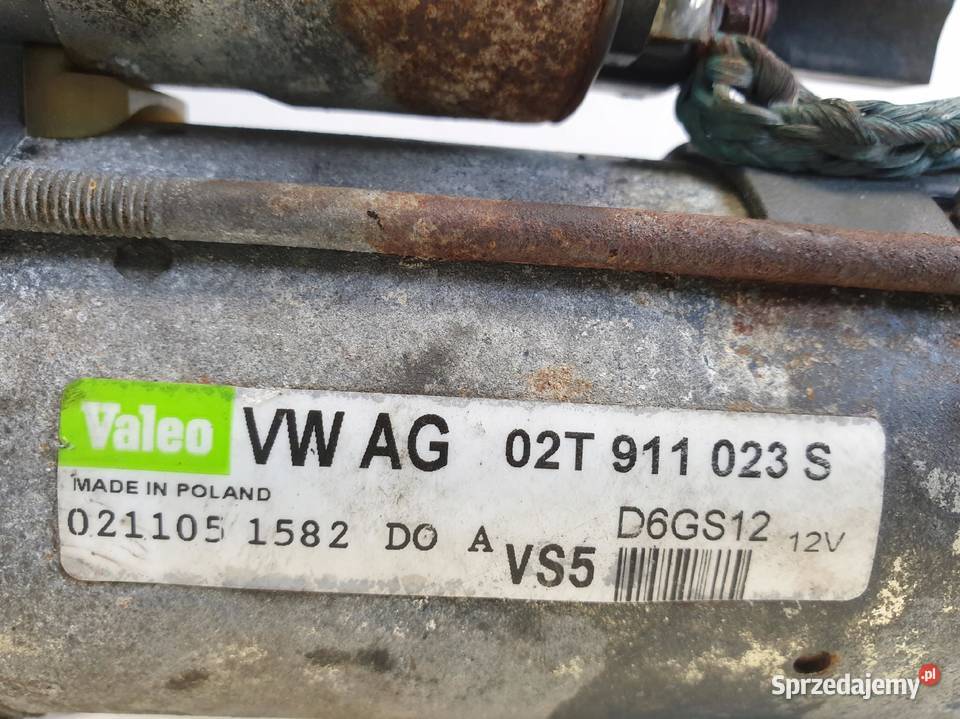 Valeo VW AG 02T 911 023 S
MADE IN POLAND
021105 1582 DO A VS5 D6GS12 12V
Sprzedajemy.pl